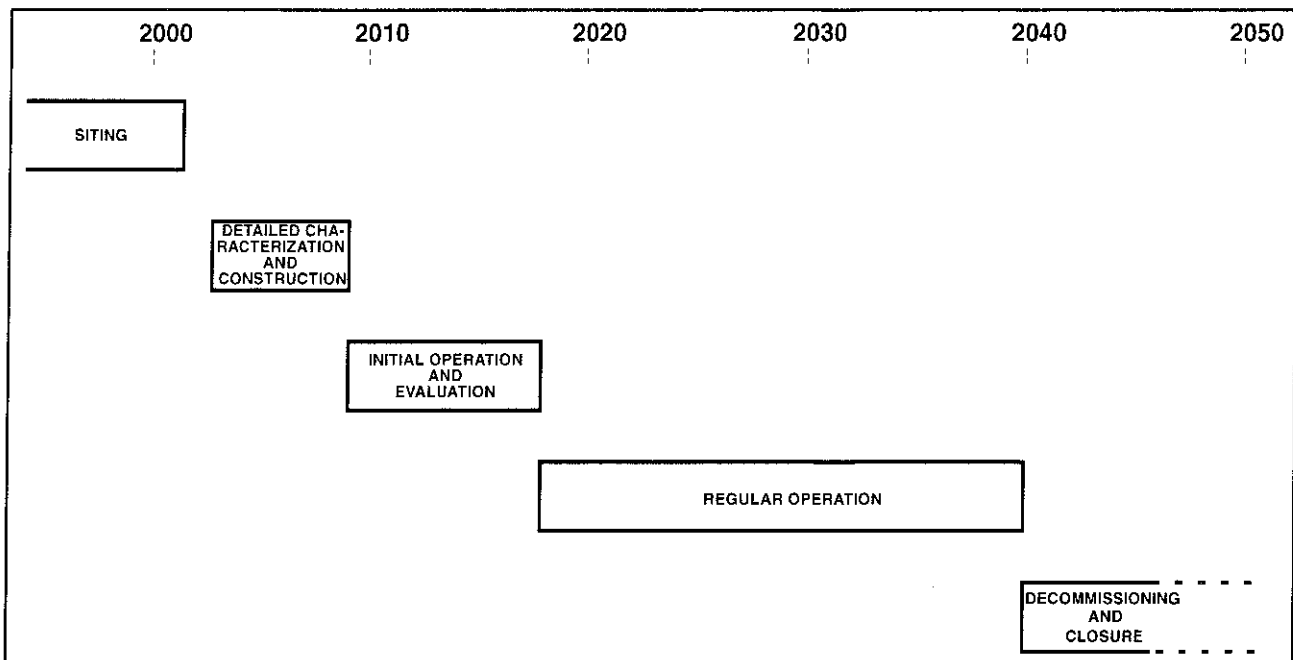 2000 2010 2020 2030 2040 2050
SITING
DETAILED CHA-
RACTERIZATION
AND
CONSTRUCTION
INITIAL OPERATION
AND
EVALUATION
REGULAR OPERATION
DECOMMISSIONING
AND
CLOSURE